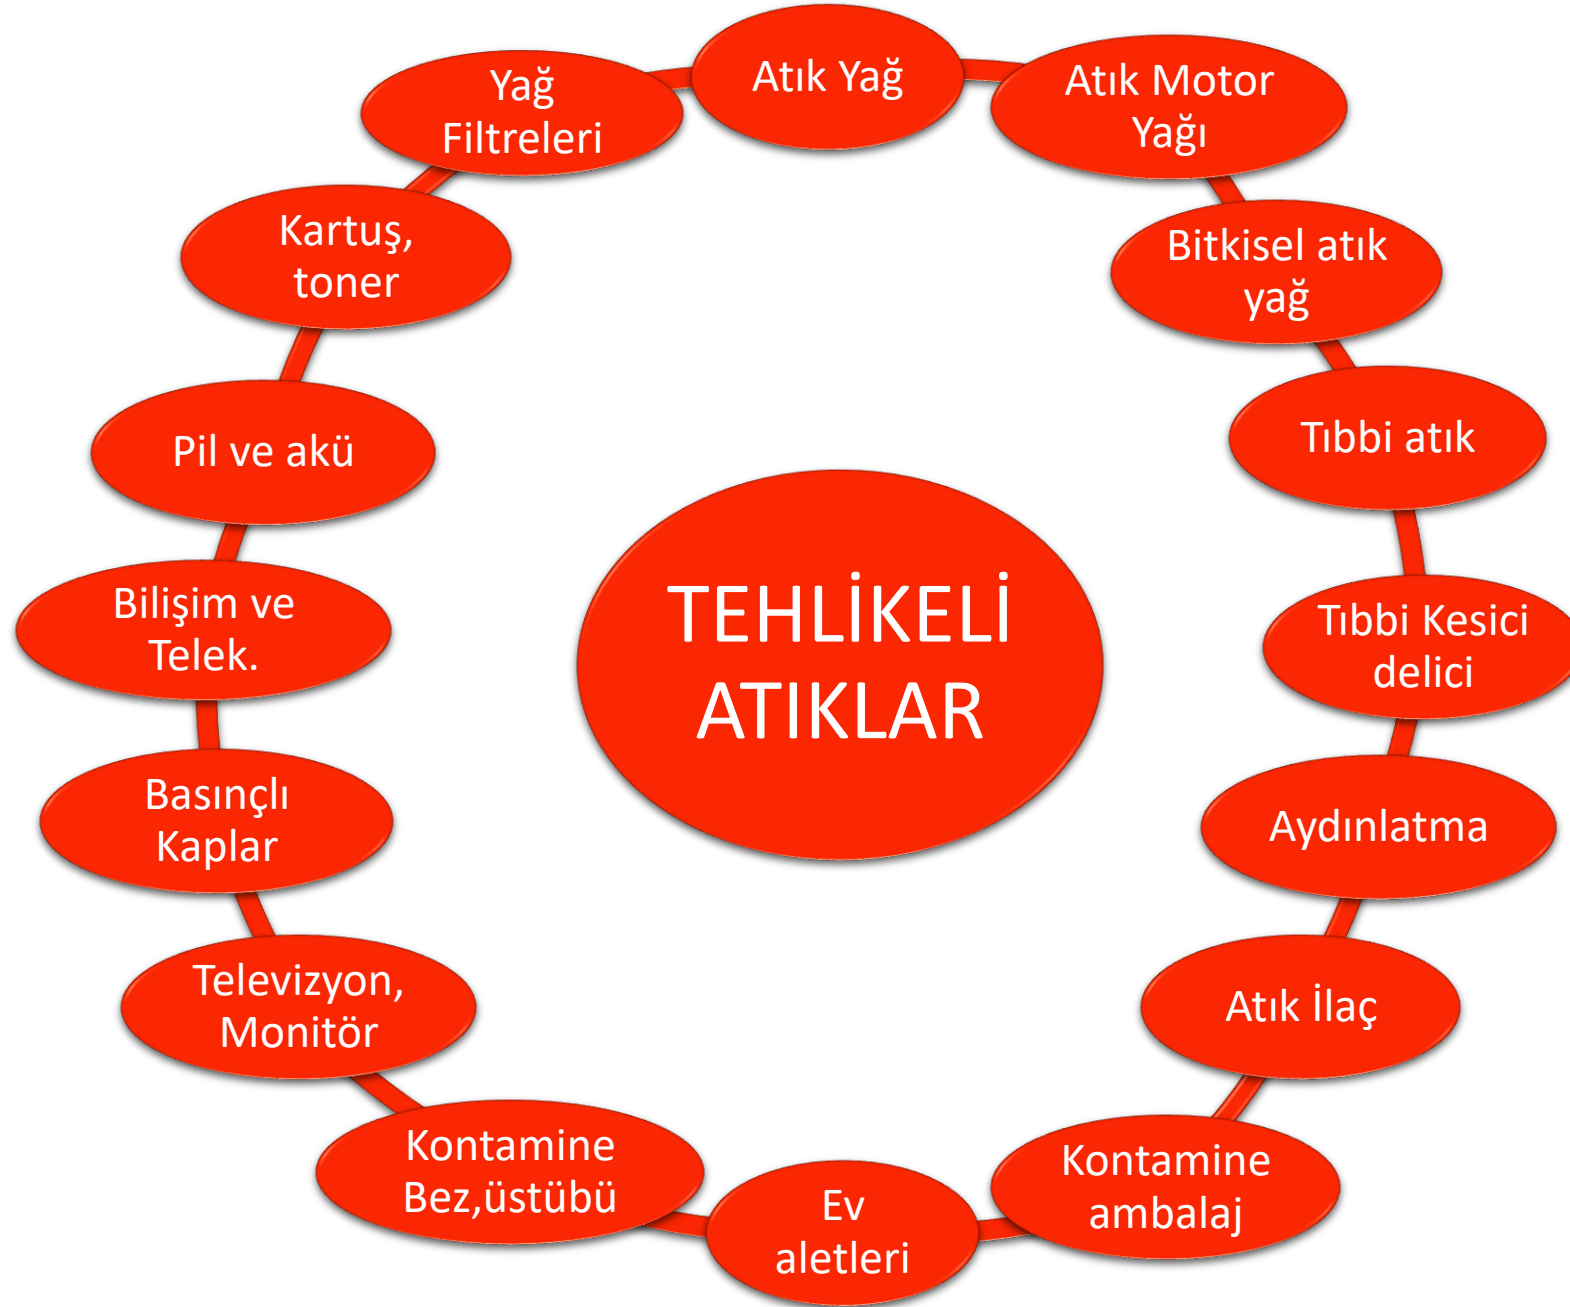 Atık Yağ
Atık Motor
Yağı
Bitkisel atık
yağ
Tıbbi atık
Tıbbi Kesici
delici
Aydınlatma
Atık İlaç
Kontamine
ambalaj
Ev
aletleri
Kontamine
Bez,üstübü
Televizyon,
Monitör
Basınçlı
Kaplar
Bilişim ve
Telek.
Pil ve akü
Kartuş,
toner
Yağ
Filtreleri
TEHLİKELİ
ATIKLAR